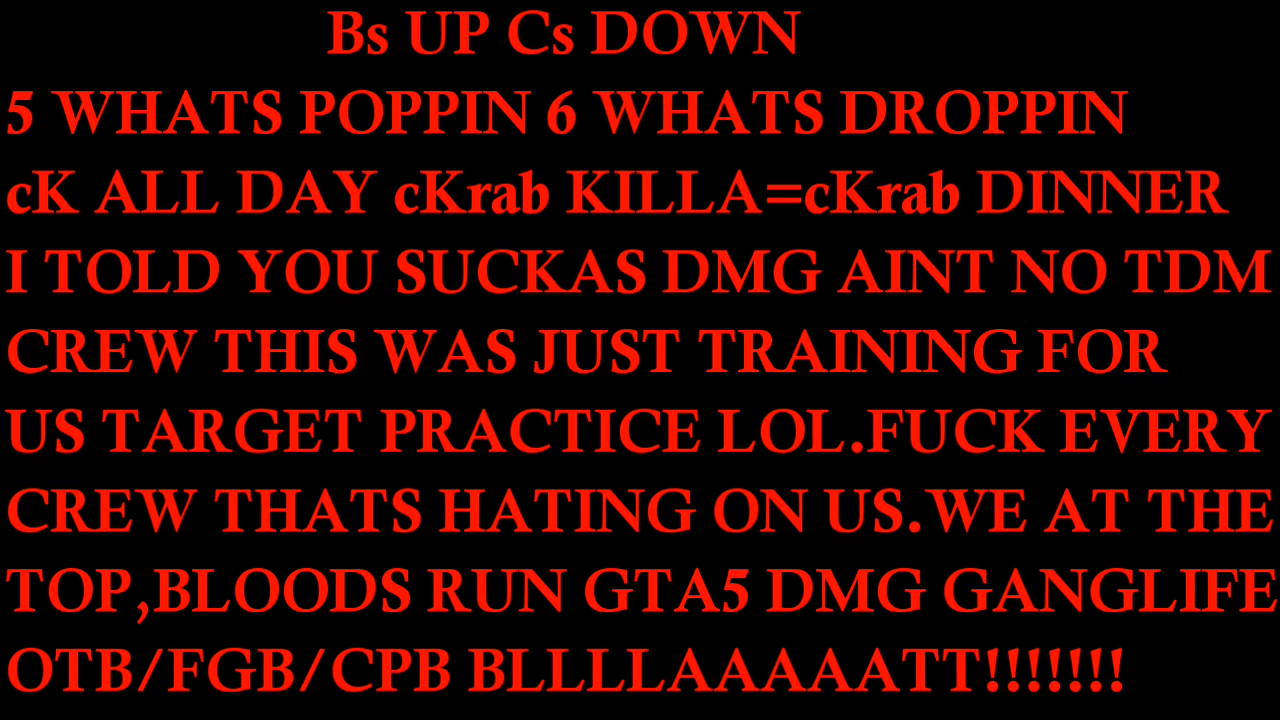 Bs UP Cs DOWN
5 WHATS POPPIN 6 WHATS DROPPIN
cK ALL DAY cKrab KILLA=cKrab DINNER
I TOLD YOU SUCKAS DMG AINT NO TDM
CREW THIS WAS JUST TRAINING FOR
US TARGET PRACTICE LOL.FUCK EVERY
CREW THATS HATING ON US.WE AT THE
TOP,BLOODS RUN GTA5 DMG GANGLIFE
OTB/FGB/CPB BLLLLAAAAATT!!!!!!!